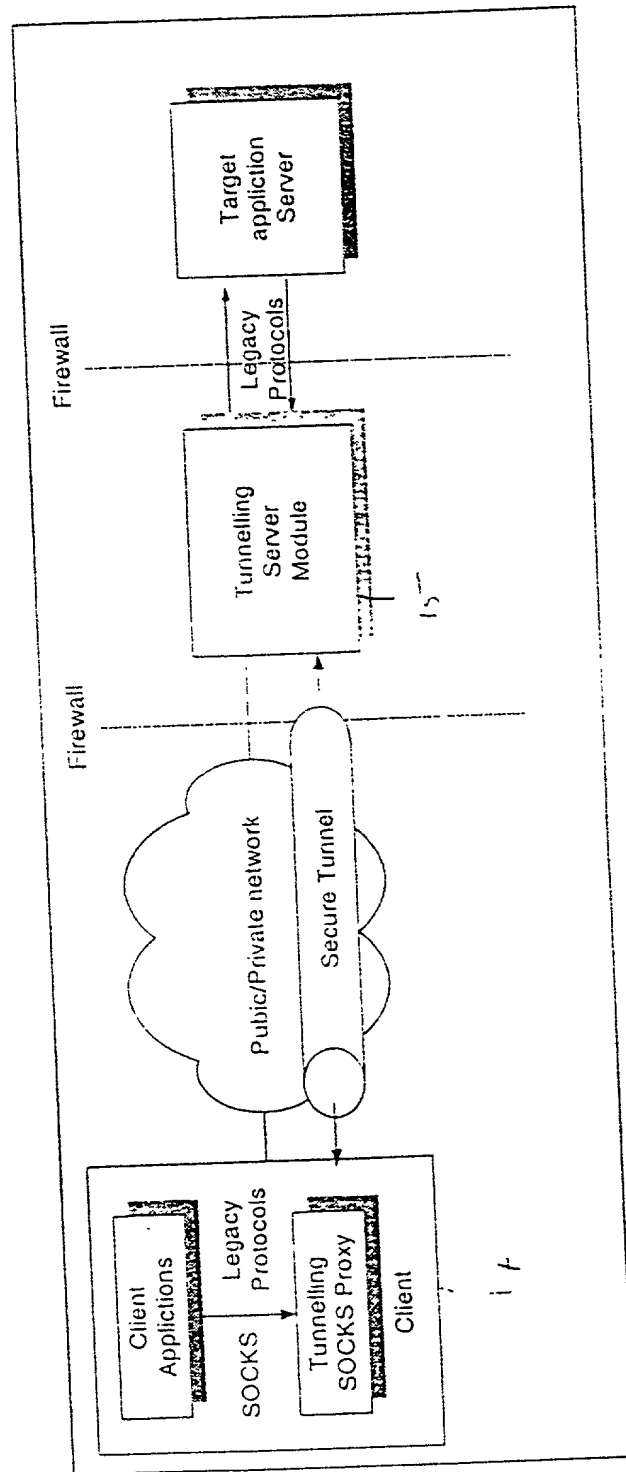 Client
Applictions
SOCKS
Legacy
Protocols
Tunnelling
SOCKS Proxy
Client
Pubic/Private network
Secure Tunnel
Firewall
Tunnelling
Server
Module
15
Legacy
Protocols
Firewall
Target
appliction
Server